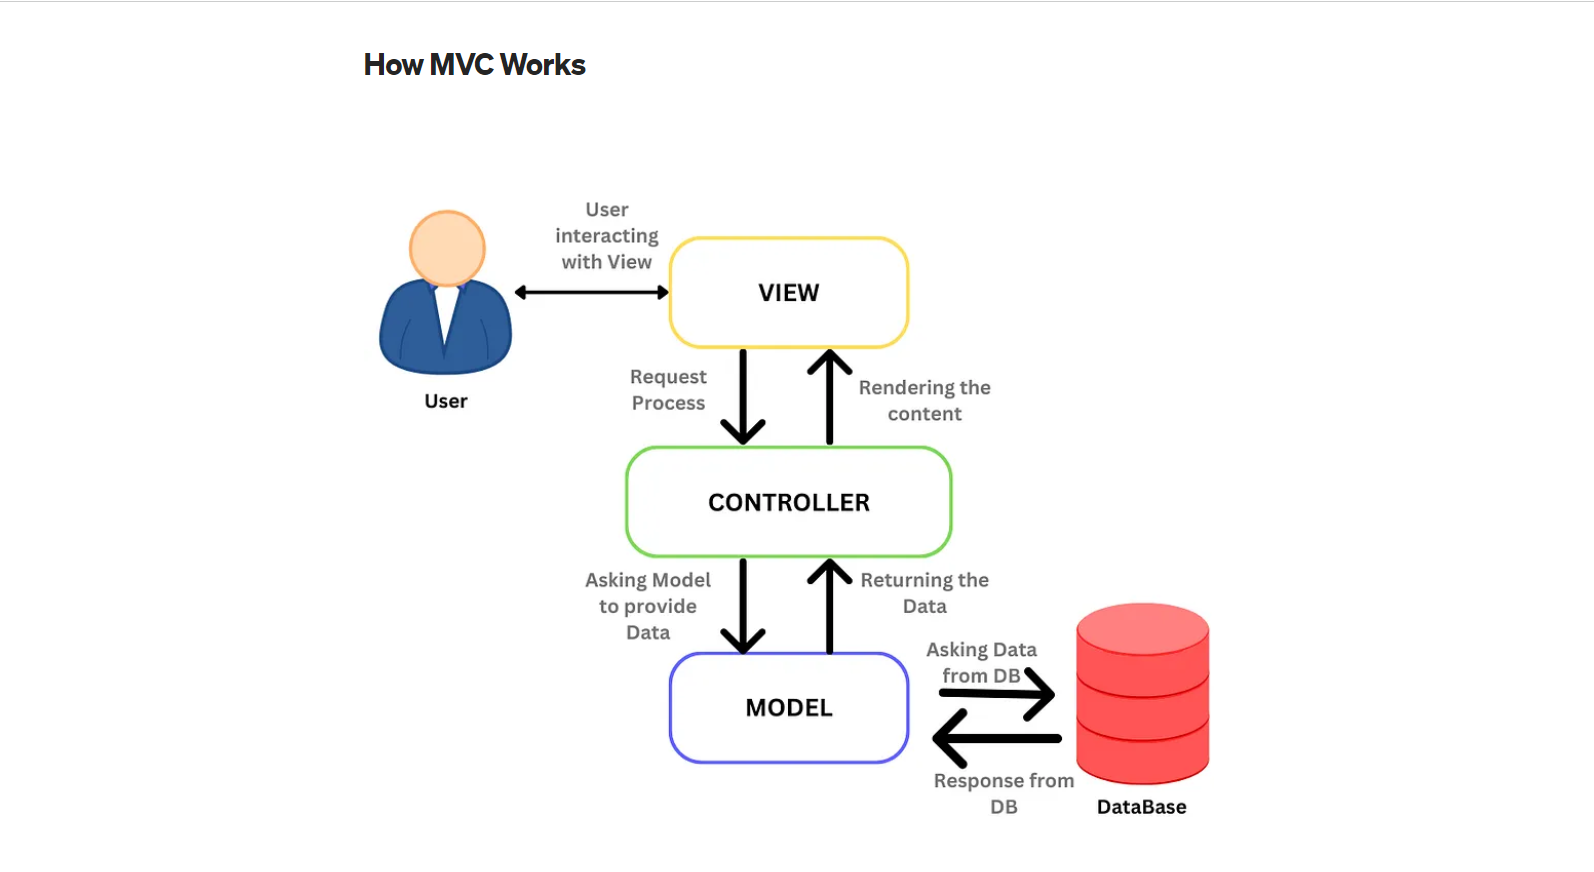 How MVC Works
User
interacting
with View
VIEW
User
Request
Process
Rendering the
content
CONTROLLER
Asking Model
to provide
Data
Returning the
Data
MODEL
Asking Data
from DB
Response from
DB
DataBase